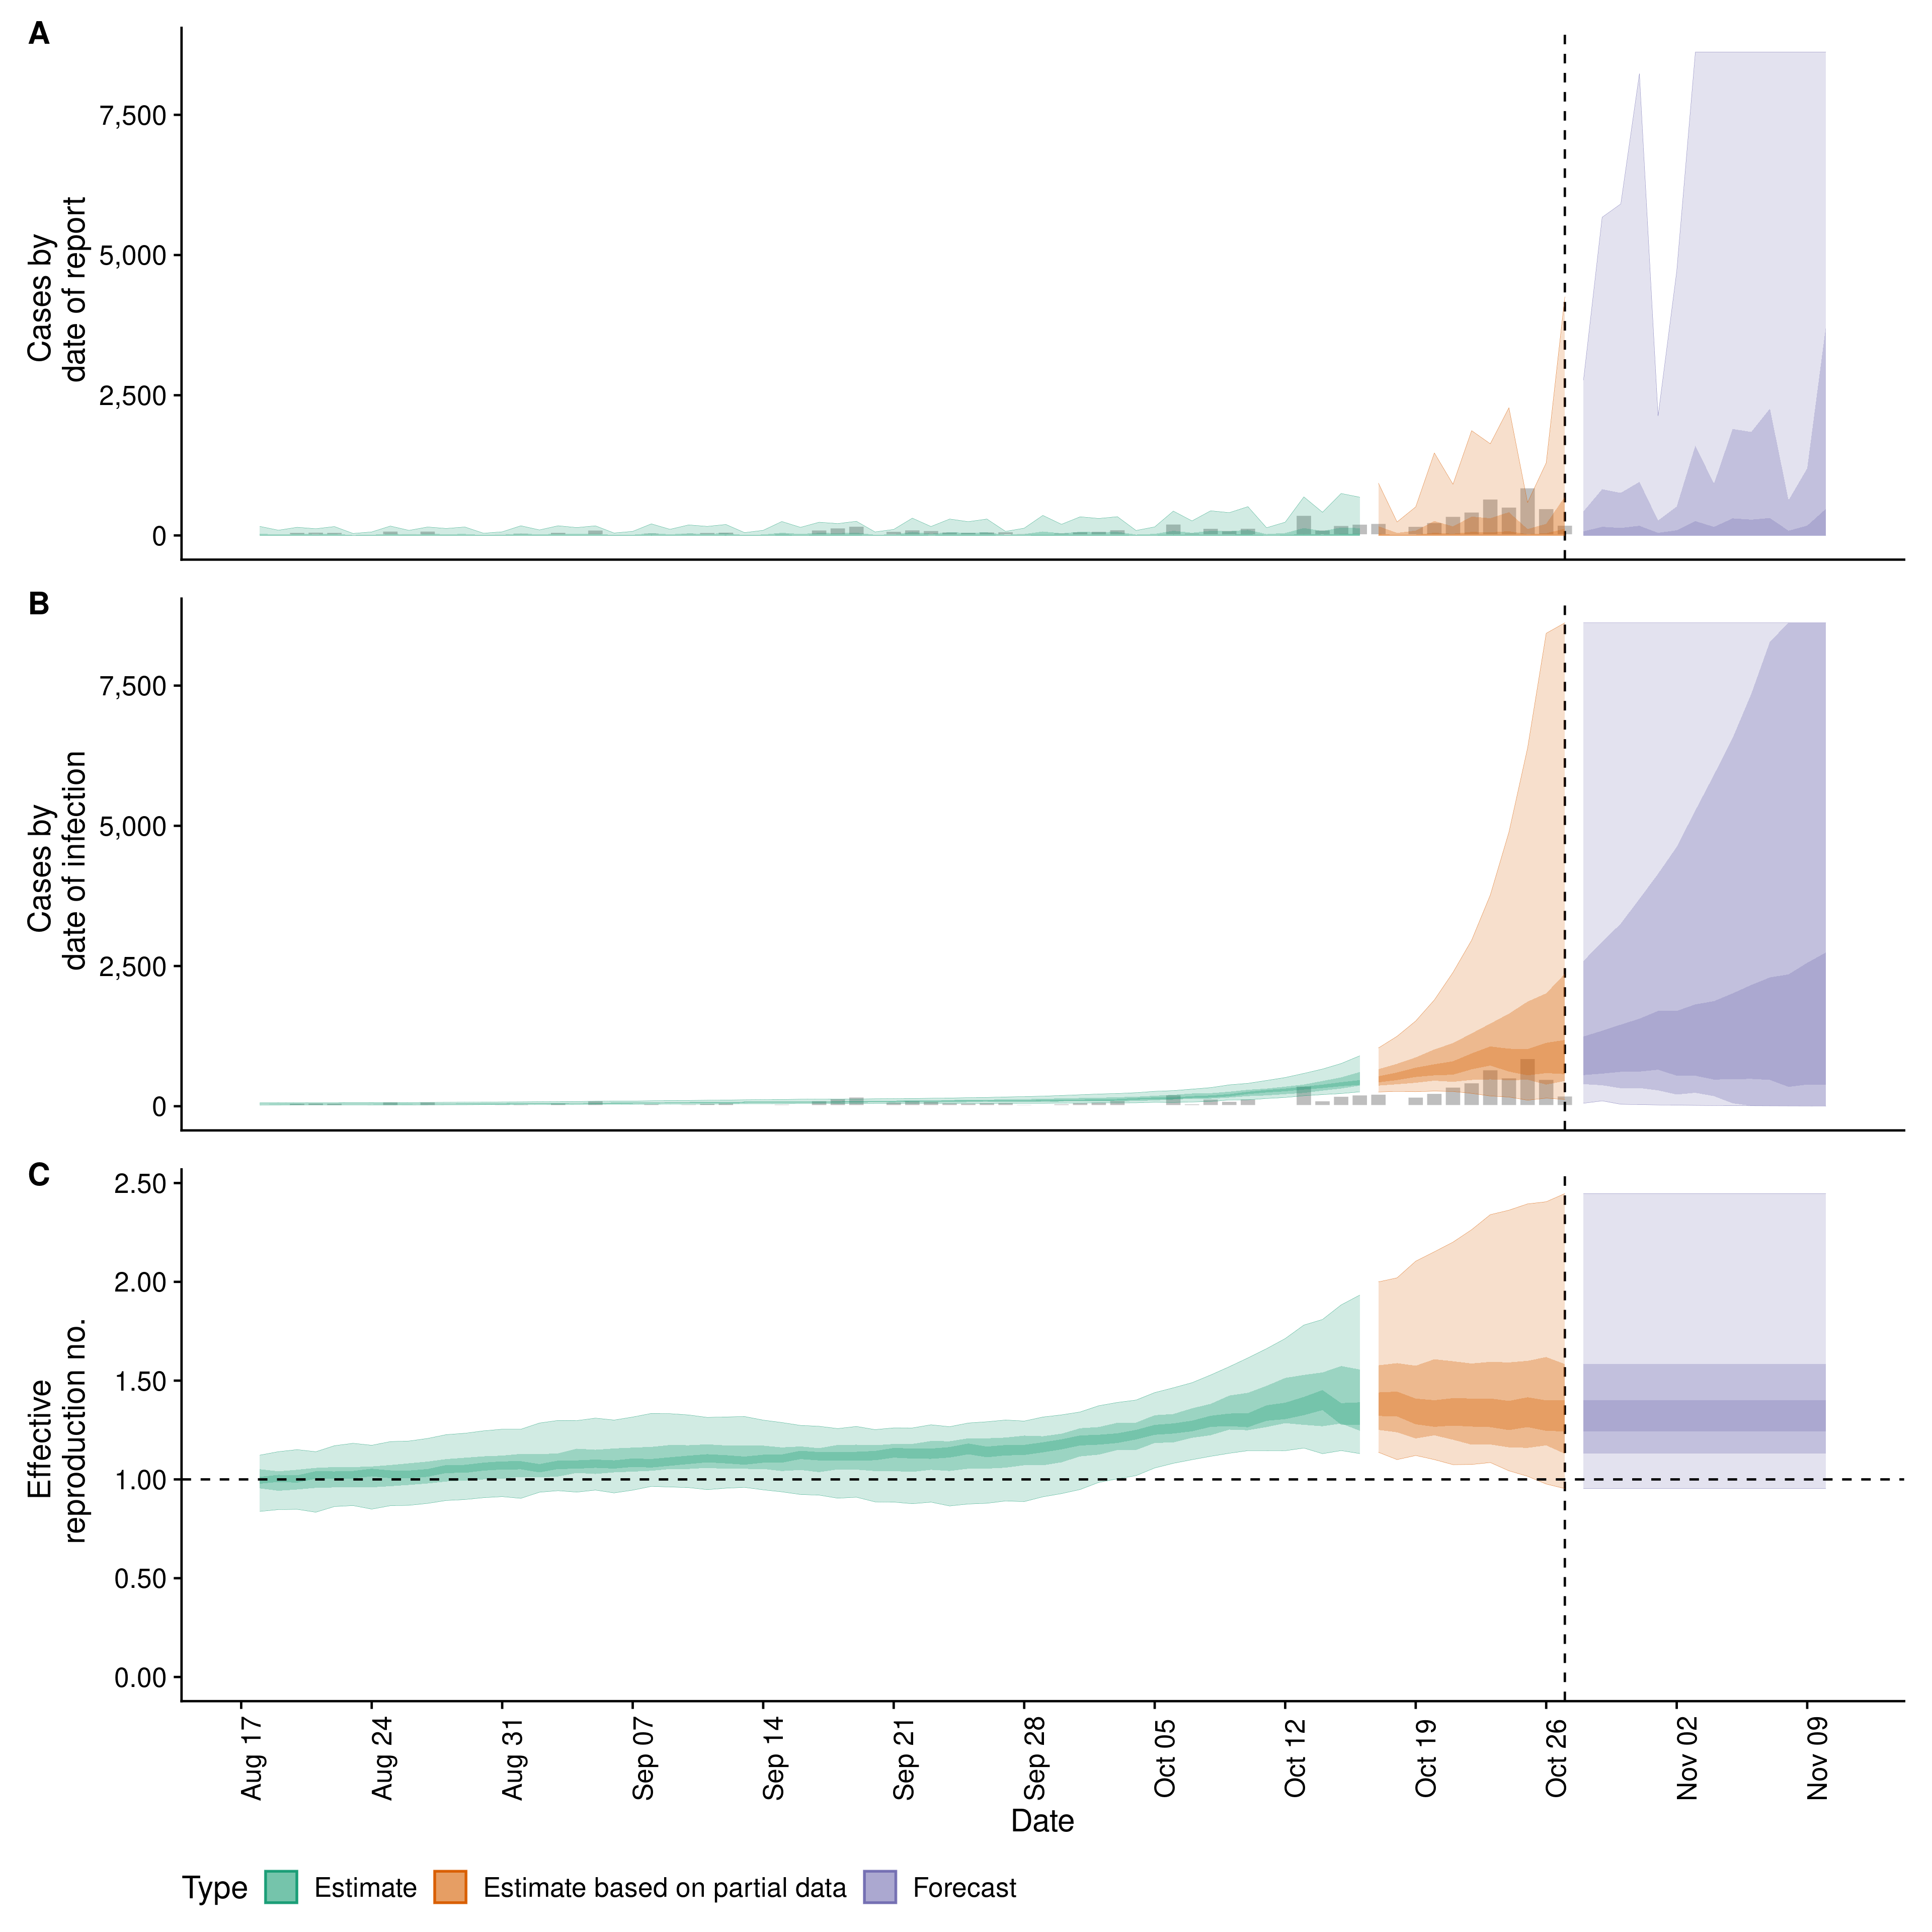 A
Cases by
date of report
7,500
5,000
2,500
0
B
Cases by
date of infection
7,500
5,000
2,500
0
C
Effective
reproduction no.
2.50
2.00
1.50
1.00
0.50
0.00
Aug 17
Aug 24
Aug 31
Sep 07
Sep 14
Sep 21
Sep 28
Oct 05
Oct 12
Oct 19
Oct 26
Nov 02
Nov 09
Date
Type Estimate Estimate based on partial data Forecast